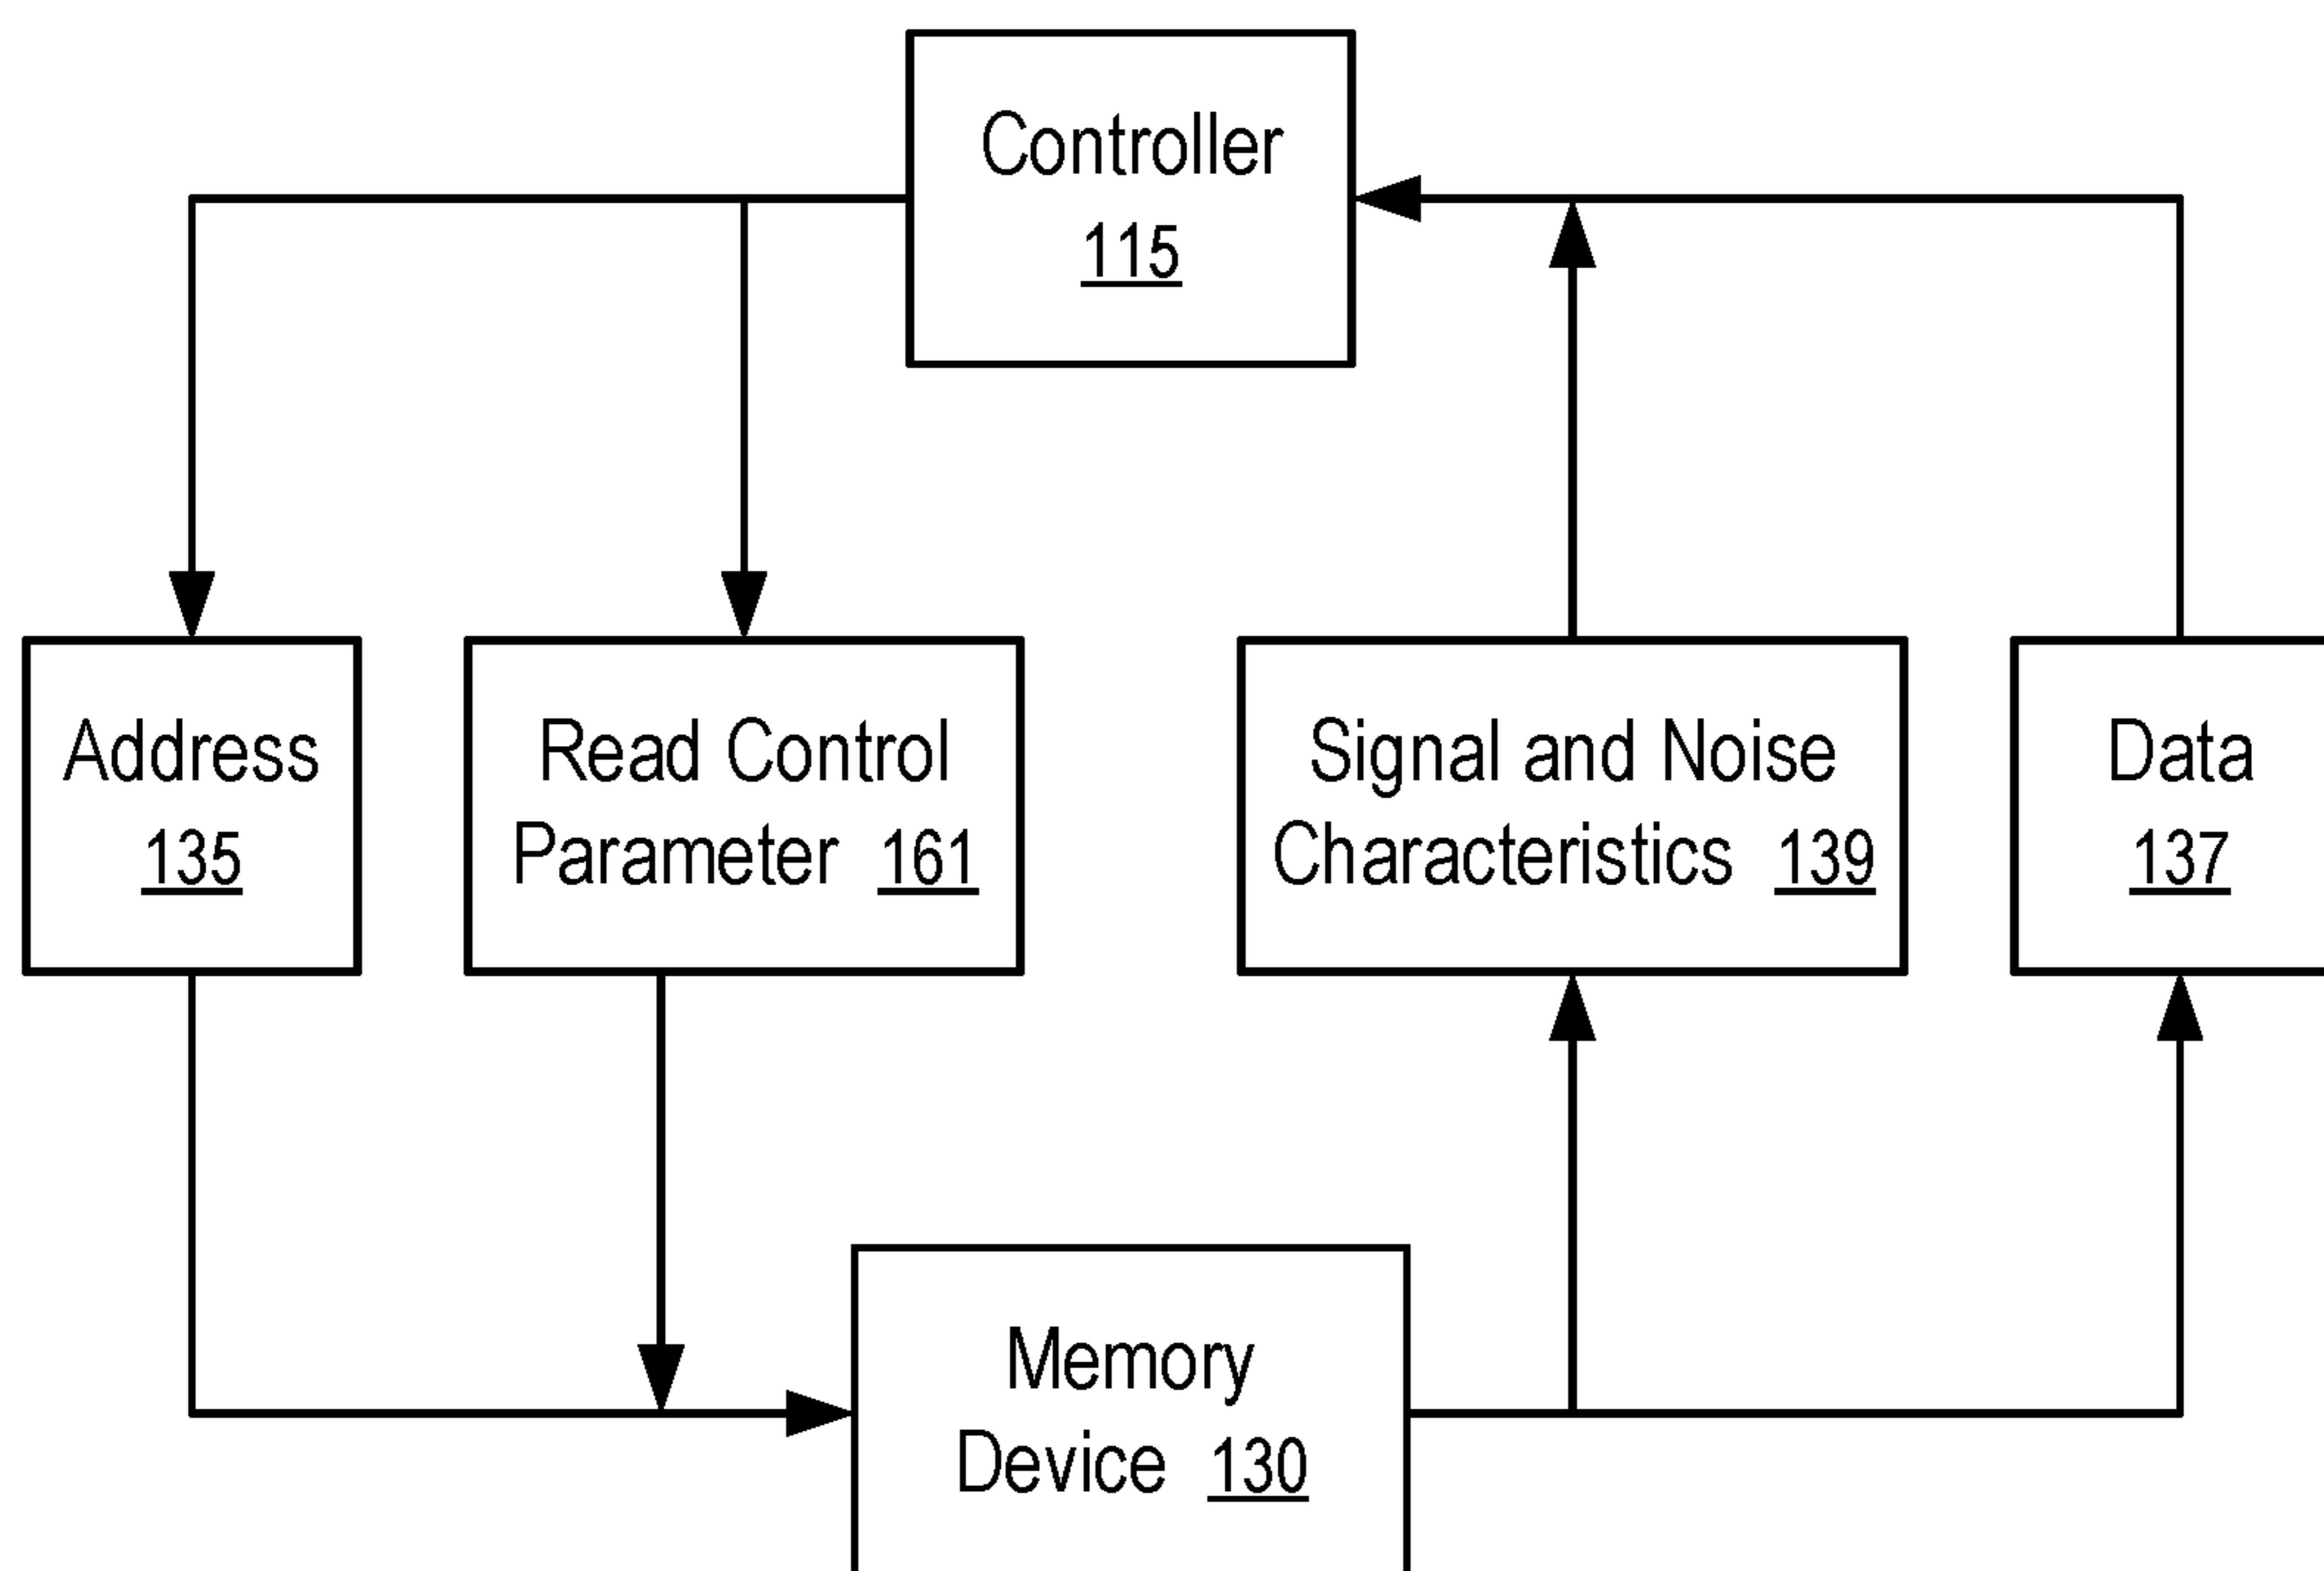 Controller
115
Address
135
Read Control
Parameter 161
Signal and Noise
Characteristics 139
Data
137
Memory
Device 130